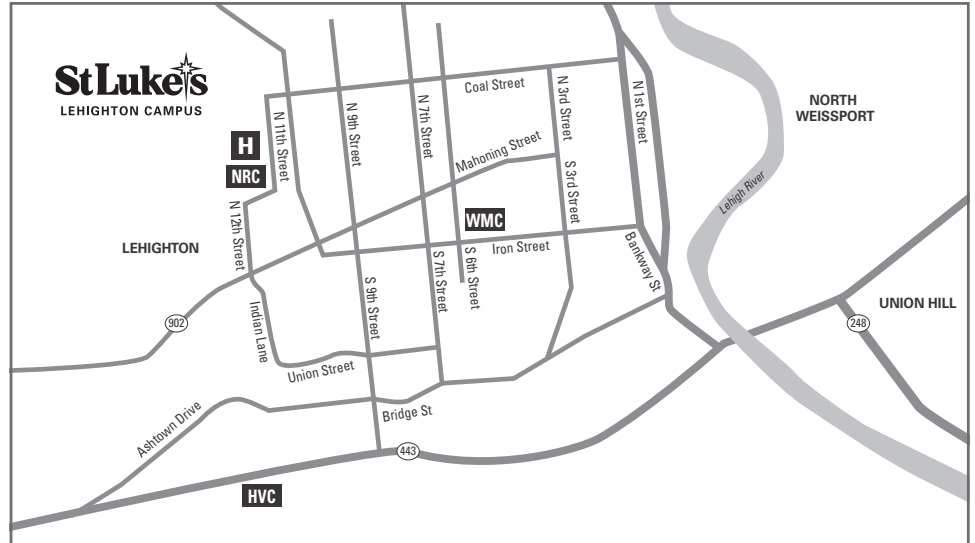 St Luke's
LEHIGHTON CAMPUS
Coal Street
N 11th Street
N 9th Street
N 7th Street
N 3rd Street
N 1st Street
NORTH
WEISSPORT
H
NRC
Mahoning Street
Lehigh River
N 12th Street
S 3rd Street
WMC
LEHIGHTON
Iron Street
Bankway St
S 6th Street
S 7th Street
S 9th Street
Indian Lane
902
UNION HILL
248
Union Street
Bridge St
Ashtown Drive
443
HVC